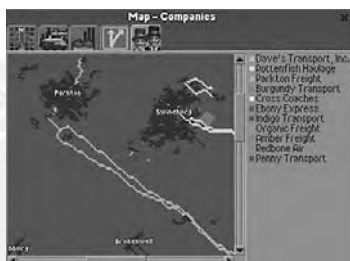 Map - Companies
Parkton
Dave's Transport, Inc.
Rottenfish Haulage
Parkton Freight
Burgundy Transport
Cross Coaches
Ebony Express
Indigo Transport
Organic Freight
Amber Freight
Redbone Air
Penny Transport